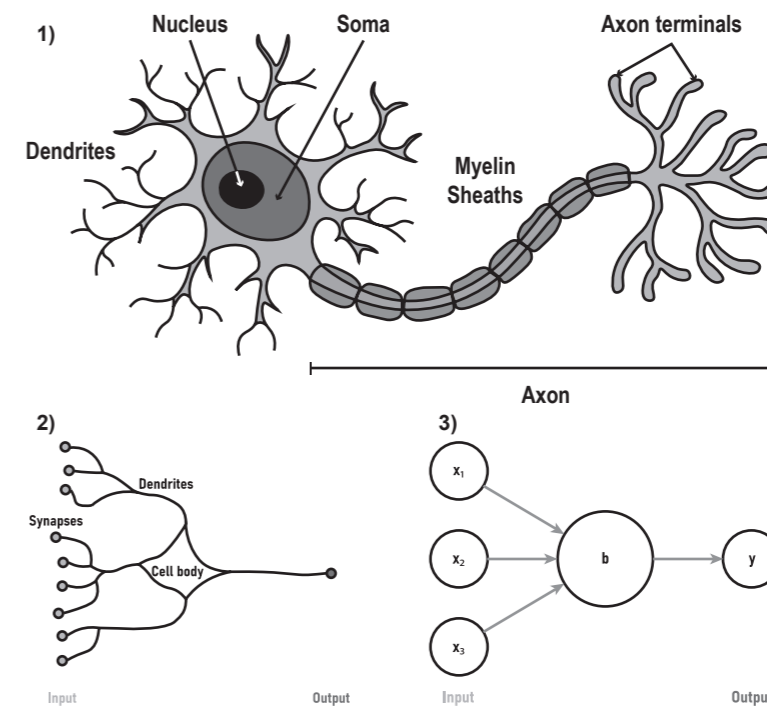 1)
Nucleus
Soma
Axon terminals
Dendrites
Myelin
Sheaths
Axon
2)
Dendrites
Synapses
Cell body
Input
Output
3)
x1
x2
b
y
x3
Input
Outpu